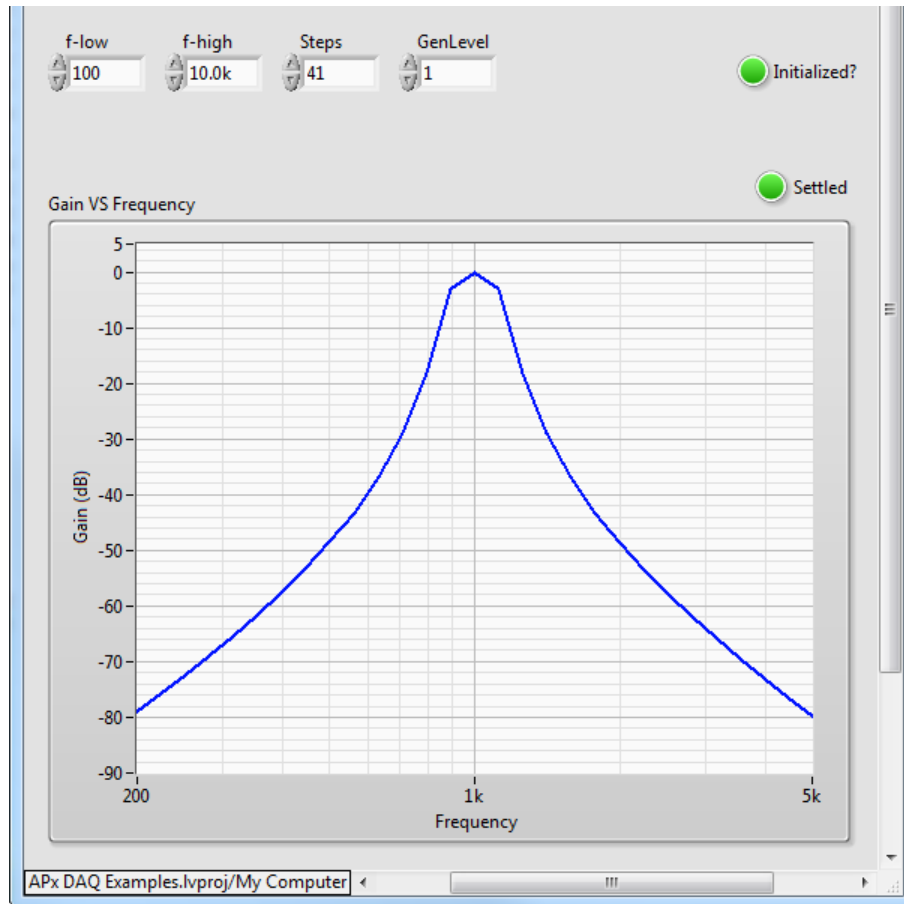 f-low f-high Steps GenLevel
100 10.0k 41 1 Initialized?
Settled
Gain VS Frequency
5
0
-10
-20
-30
-40
-50
-60
-70
-80
-90
Gain (dB)
200 1k 5k
Frequency
APx DAQ Examples.lvproj/My Computer